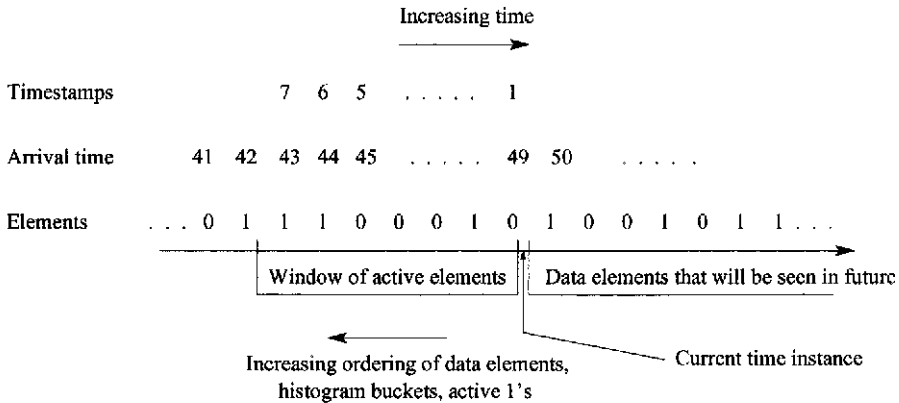 Increasing time
Timestamps 7 6 5 . . . . . 1
Arrival time 41 42 43 44 45 . . . . . 49 50 . . . . .
Elements . . . 0 1 1 1 0 0 0 1 0 1 0 0 1 0 1 1 . . .
Window of active elements Data elements that will be seen in future
Increasing ordering of data elements,
histogram buckets, active 1's
Current time instance